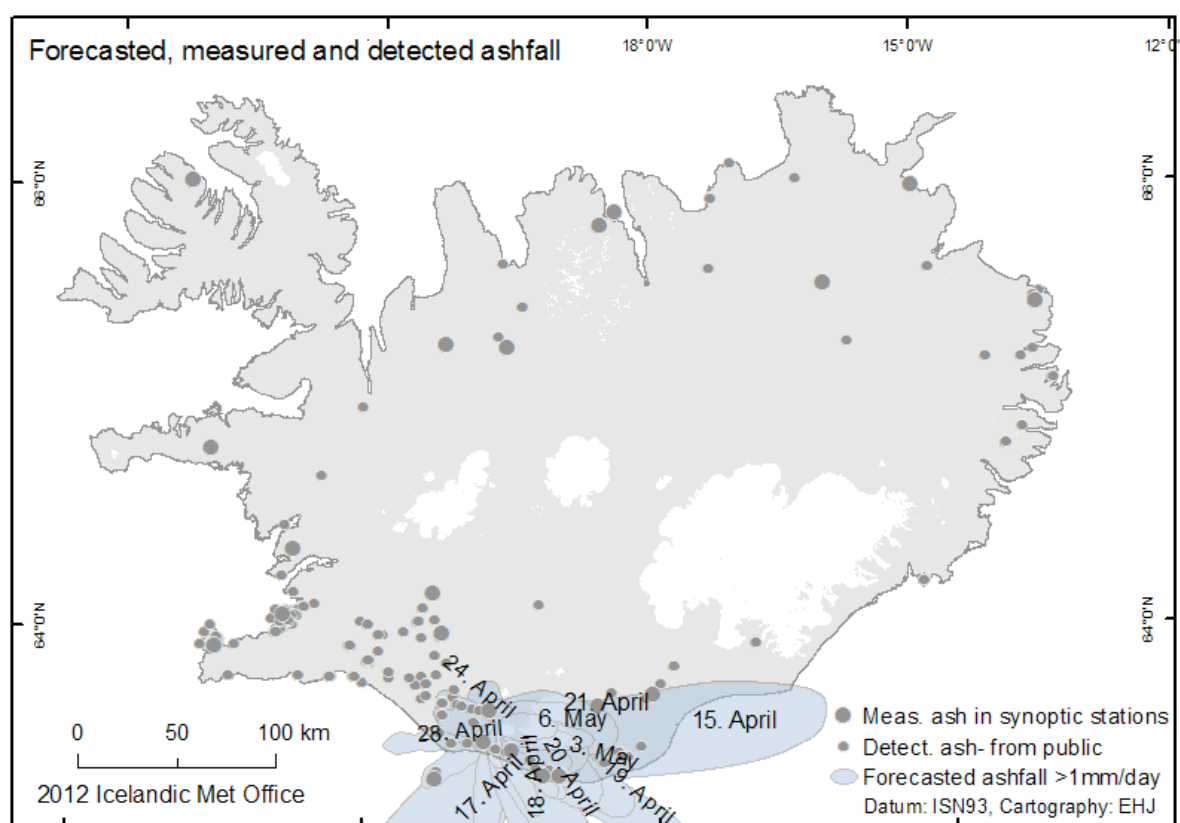 Forecasted, measured and detected ashfall
18°0'W
15°0'W
12°0'
66°0'N
66°0'N
64°0'N
64°0'N
24. April
21. April
6. May
15. April
28. April
3. May
20. April
19. April
18. April
17. April
0 50 100 km
2012 Icelandic Met Office
Meas. ash in synoptic stations
Detect. ash- from public
Forecasted ashfall >1mm/day
Datum: ISN93, Cartography: EHJ